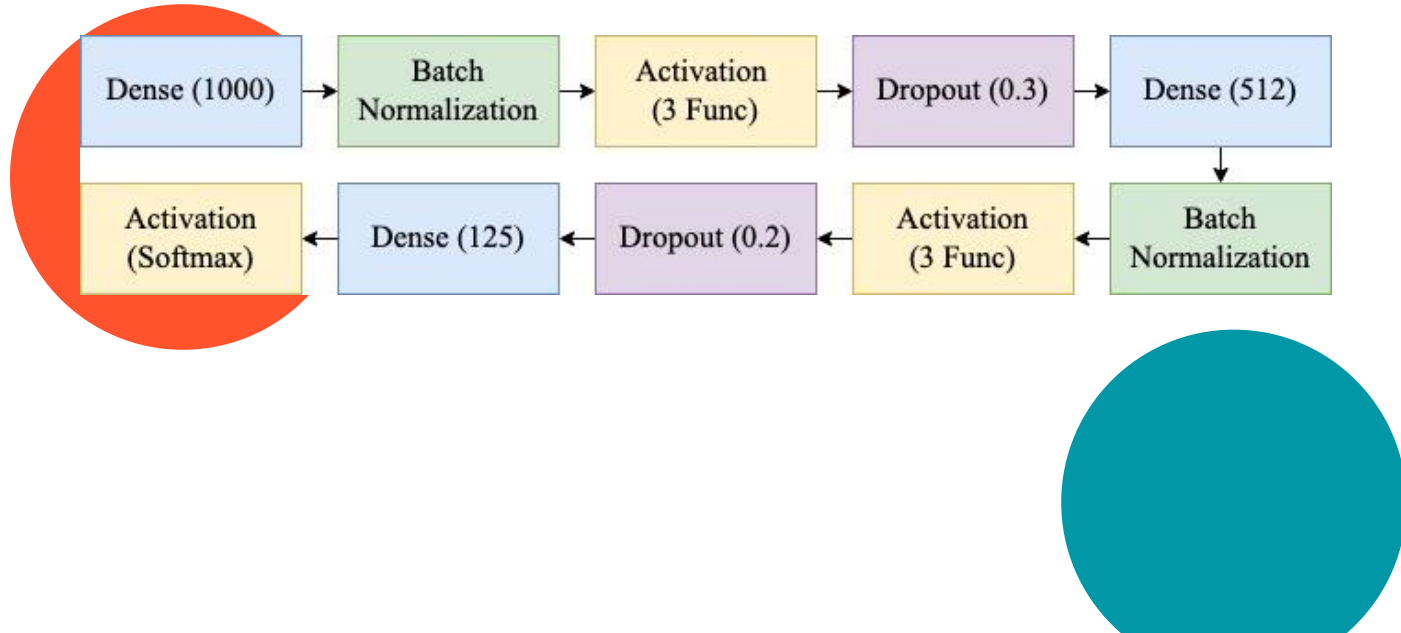 Dense (1000)
Batch
Normalization
Activation
(3 Func)
Dropout (0.3)
Dense (512)
Batch
Normalization
Activation
(3 Func)
Dropout (0.2)
Dense (125)
Activation
(Softmax)